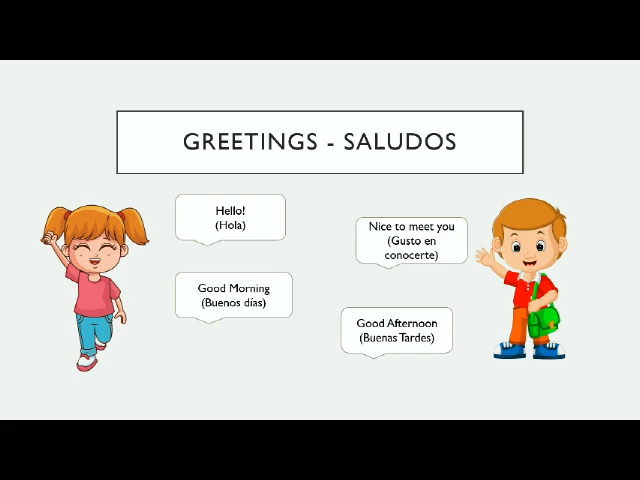 GREETINGS - SALUDOS
Hello!
(Hola)
Nice to meet you
(Gusto en
conocerte)
Good Morning
(Buenos días)
Good Afternoon
(Buenas Tardes)